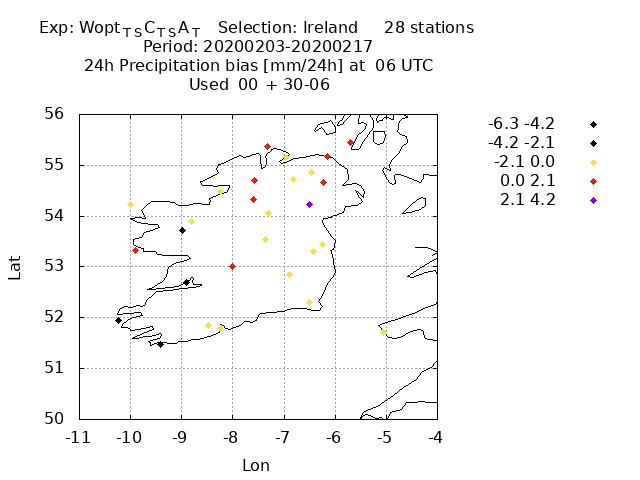 Exp: Wopt_TS C_TS A_T Selection: Ireland 28 stations
Period: 20200203-20200217
24h Precipitation bias [mm/24h] at 06 UTC
Used 00 + 30-06
56
55
54
53
52
51
50
-11 -10 -9 -8 -7 -6 -5 -4
Lat
Lon
-6.3 -4.2
-4.2 -2.1
-2.1 0.0
0.0 2.1
2.1 4.2